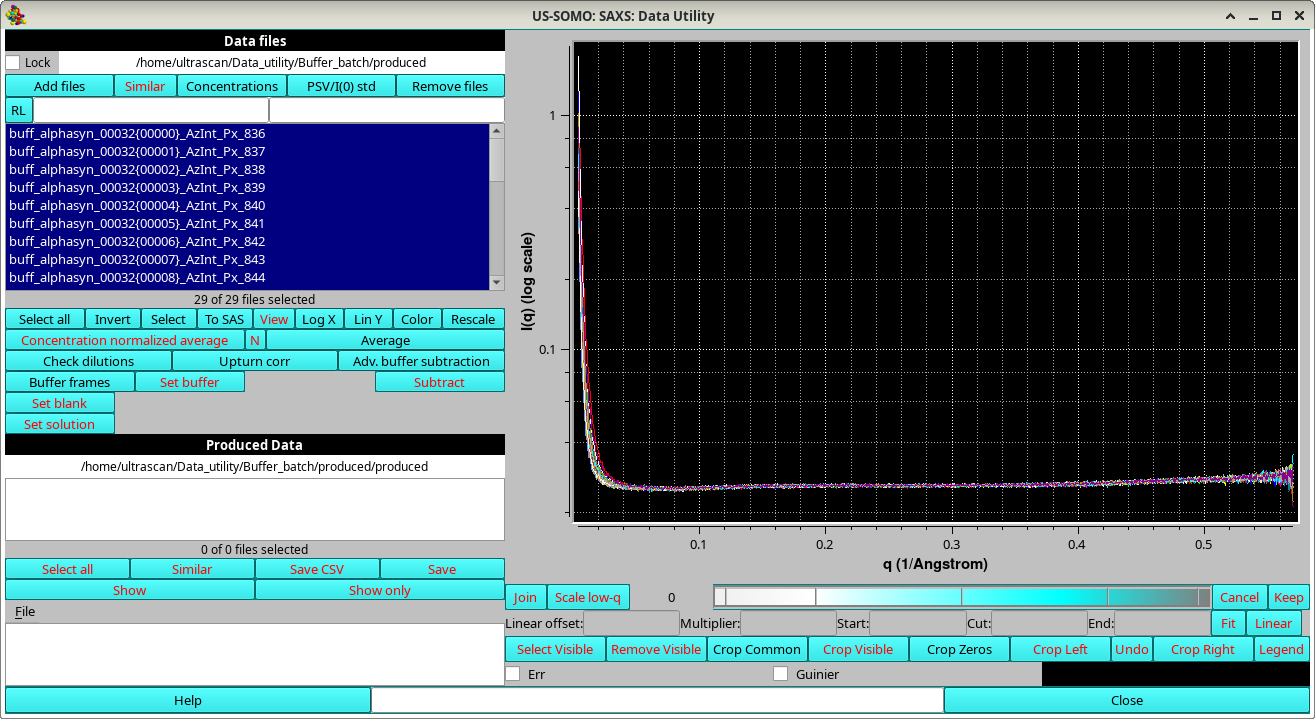 US-SOMO: SAXS: Data Utility
Data files
Lock /home/ultrascan/Data_utility/Buffer_batch/produced
Add files Similar Concentrations PSV/I(0) std Remove files
RL
buff_alphasyn_00032{00000}_AzInt_Px_836
buff_alphasyn_00032{00001}_AzInt_Px_837
buff_alphasyn_00032{00002}_AzInt_Px_838
buff_alphasyn_00032{00003}_AzInt_Px_839
buff_alphasyn_00032{00004}_AzInt_Px_840
buff_alphasyn_00032{00005}_AzInt_Px_841
buff_alphasyn_00032{00006}_AzInt_Px_842
buff_alphasyn_00032{00007}_AzInt_Px_843
buff_alphasyn_00032{00008}_AzInt_Px_844
29 of 29 files selected
Select all Invert Select To SAS View Log X Lin Y Color Rescale
Concentration normalized average N Average
Check dilutions Upturn corr Adv. buffer subtraction
Buffer frames Set buffer Subtract
Set blank
Set solution
Produced Data
/home/ultrascan/Data_utility/Buffer_batch/produced/produced
0 of 0 files selected
Select all Similar Save CSV Save
Show Show only
File
I(q) (log scale)
1
0.1
0.1 0.2 0.3 0.4 0.5
q (1/Angstrom)
Join Scale low-q 0 Cancel Keep
Linear offset: Multiplier: Start: Cut: End: Fit Linear
Select Visible Remove Visible Crop Common Crop Visible Crop Zeros Crop Left Undo Crop Right Legend
Err Guinier
Help Close